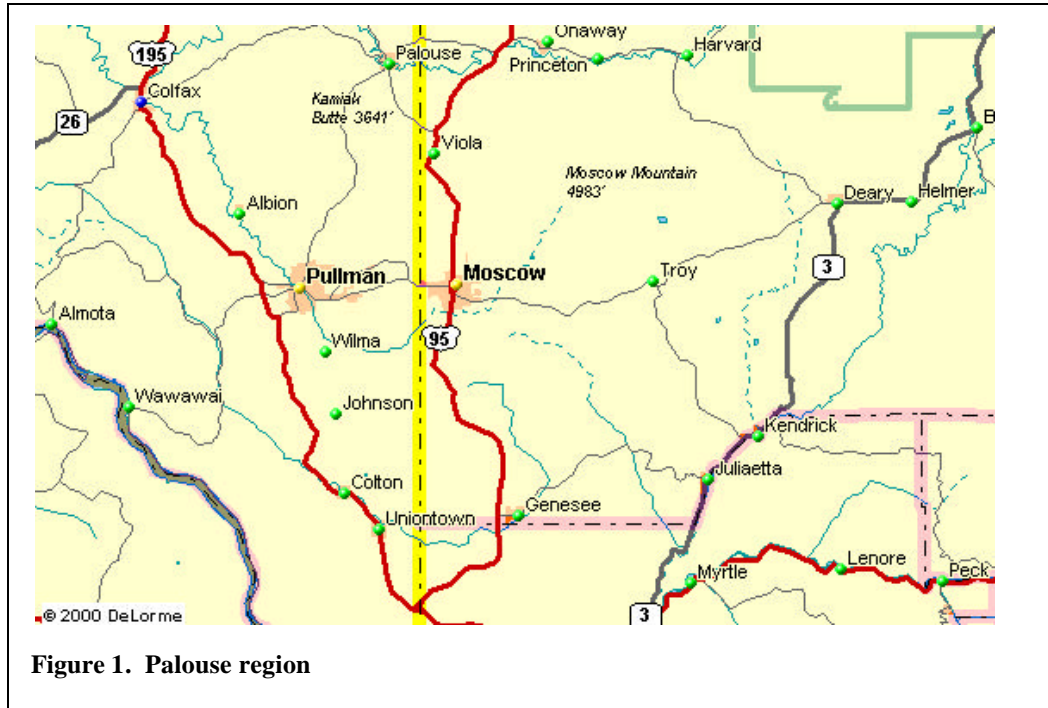 Onaway
195
Palouse
Princeton
Harvard
Colfax
Kamiak
Butte 3641'
26
B
Viola
Moscow Mountain
4983'
Deary
Helmer
Albion
3
Pullman
Moscow
Troy
Almota
95
Wilma
Wawawai
Johnson
Kendrick
Juliaetta
Colton
Genesee
Uniontown
Myrtle
Lenore
Peck
3
© 2000 DeLorme
Figure 1. Palouse region